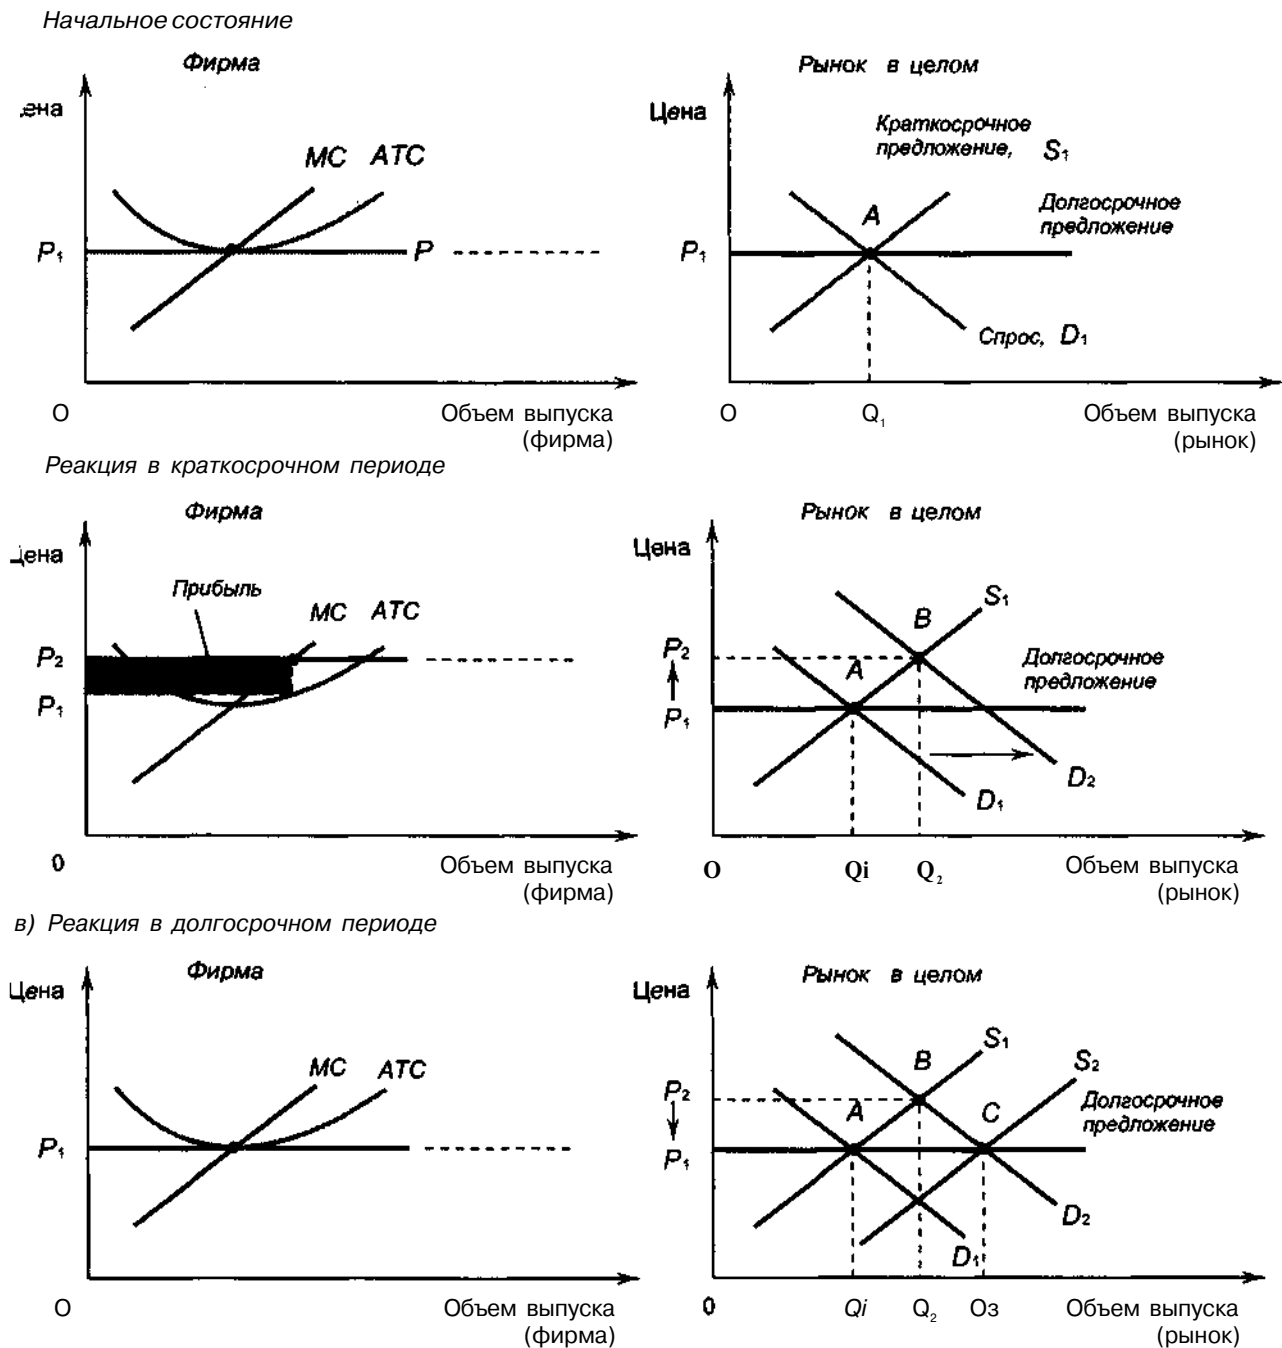 Начальное состояние
Фирма
Рынок в целом
Цена
Цена
Краткосрочное
предложение, S₁
MC ATC
A
Долгосрочное
предложение
P₁
P
P₁
Спрос, D₁
O
Объем выпуска
(фирма)
O
Q₁
Объем выпуска
(рынок)
Реакция в краткосрочном периоде
Фирма
Рынок в целом
Цена
Цена
Прибыль
MC ATC
B
S₁
P₂
P₂
A
Долгосрочное
предложение
P₁
P₁
D₂
D₁
0
Объем выпуска
(фирма)
O
Qi
Q₂
Объем выпуска
(рынок)
в) Реакция в долгосрочном периоде
Фирма
Рынок в целом
Цена
Цена
MC ATC
B
S₁
S₂
P₂
A
C
Долгосрочное
предложение
P₁
P₁
D₂
D₁
O
Объем выпуска
(фирма)
0
Qi
Q₂
Оз
Объем выпуска
(рынок)